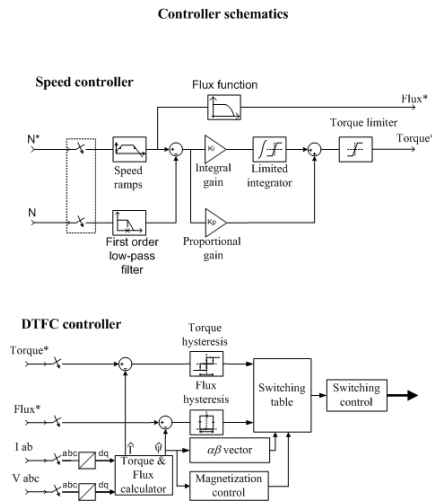 Controller schematics
Speed controller
Flux function
Flux*
Torque limiter
N*
Ki
Torque*
Speed
ramps
Integral
gain
Limited
integrator
N
Kp
First order
low-pass
filter
Proportional
gain
DTFC controller
Torque
hysteresis
Torque*
Flux
hysteresis
Switching
table
Switching
control
Flux*
I ab
abc
dq
T̂
ψ̂
αβ vector
V abc
abc
dq
Torque &
Flux
calculator
Magnetization
control